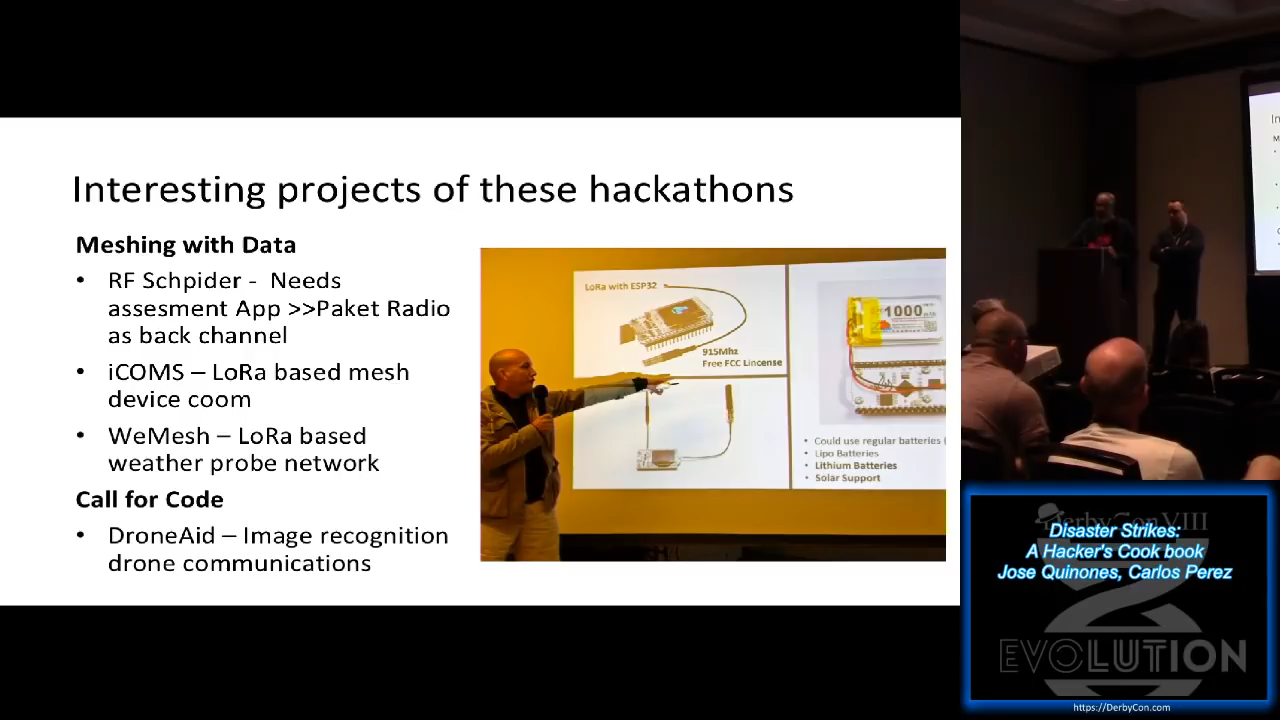 Interesting projects of these hackathons
Meshing with Data
• RF Schpider - Needs
assesment App >>Paket Radio
as back channel
• iCOMS – LoRa based mesh
device coom
• WeMesh – LoRa based
weather probe network
Call for Code
• DroneAid – Image recognition
drone communications
LoRa with ESP32
915Mhz
Free FCC Lincense
1000
• Could use regular batteries (
• Lipo Batteries
• Lithium Batteries
• Solar Support
DerbyCon VIII
Disaster Strikes:
A Hacker's Cook book
Jose Quinones, Carlos Perez
EVOLUTION
https://DerbyCon.com